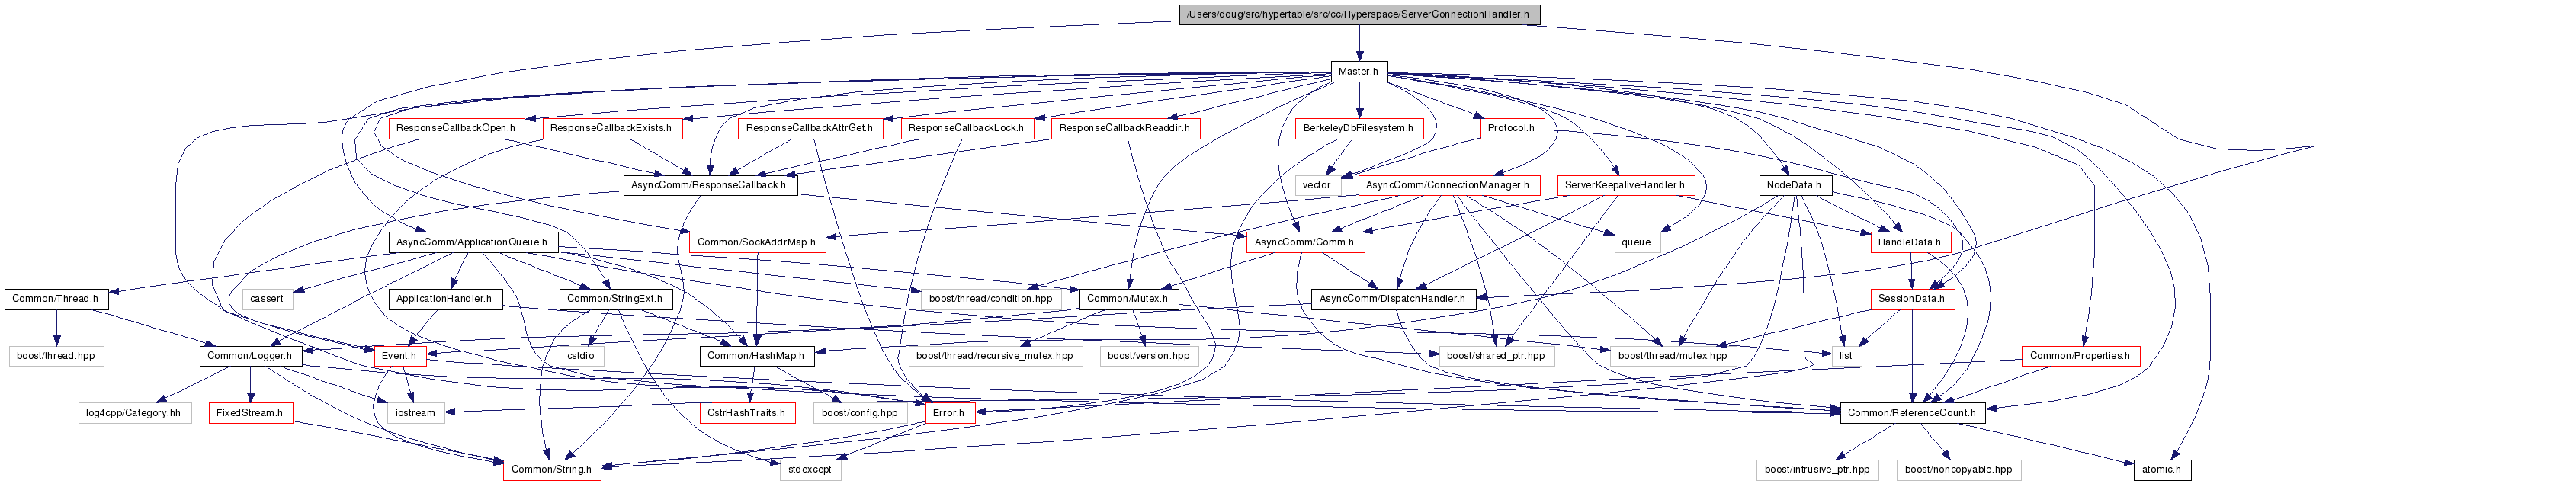 /Users/doug/src/hypertable/src/cc/Hyperspace/ServerConnectionHandler.h
Master.h
ResponseCallbackOpen.h
ResponseCallbackExists.h
ResponseCallbackAttrGet.h
ResponseCallbackLock.h
ResponseCallbackReaddir.h
BerkeleyDbFilesystem.h
Protocol.h
AsyncComm/ResponseCallback.h
vector
AsyncComm/ConnectionManager.h
ServerKeepaliveHandler.h
NodeData.h
AsyncComm/ApplicationQueue.h
Common/SockAddrMap.h
AsyncComm/Comm.h
queue
HandleData.h
Common/Thread.h
cassert
ApplicationHandler.h
Common/StringExt.h
boost/thread/condition.hpp
Common/Mutex.h
AsyncComm/DispatchHandler.h
SessionData.h
boost/thread.hpp
Common/Logger.h
Event.h
cstdio
Common/HashMap.h
boost/thread/recursive_mutex.hpp
boost/version.hpp
boost/shared_ptr.hpp
boost/thread/mutex.hpp
list
Common/Properties.h
log4cpp/Category.hh
FixedStream.h
iostream
CstrHashTraits.h
boost/config.hpp
Error.h
Common/ReferenceCount.h
Common/String.h
stdexcept
boost/intrusive_ptr.hpp
boost/noncopyable.hpp
atomic.h